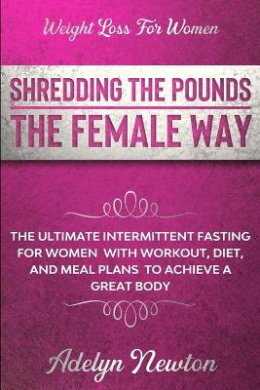 Weight Loss For Women
SHREDDING THE POUNDS
THE FEMALE WAY
THE ULTIMATE INTERMITTENT FASTING
FOR WOMEN WITH WORKOUT, DIET,
AND MEAL PLANS TO ACHIEVE A
GREAT BODY
Adelyn Newton